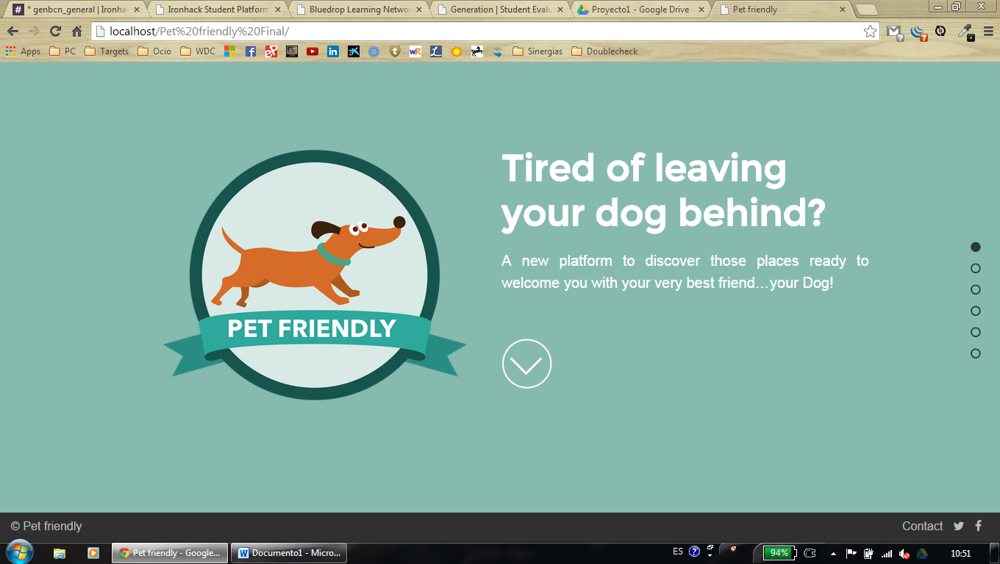 * genbcn_general | Ironha
Ironhack Student Platform
Bluedrop Learning Netwo
Generation | Student Evalu
Proyecto1 - Google Drive
Pet friendly
localhost/Pet%20friendly%20Final/
Apps PC Targets Ocio WDC Sinergias Doublecheck
Tired of leaving
your dog behind?
A new platform to discover those places ready to
welcome you with your very best friend…your Dog!
PET FRIENDLY
© Pet friendly
Contact
Pet friendly - Google...
Documento1 - Micro...
ES
94%
10:51